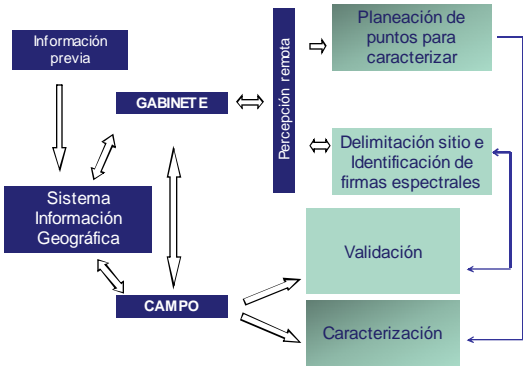 Información
previa
GABINETE
Percepción remota
Planeación de
puntos para
caracterizar
Delimitación sitio e
Identificación de
firmas espectrales
Sistema
Información
Geográfica
Validación
CAMPO
Caracterización